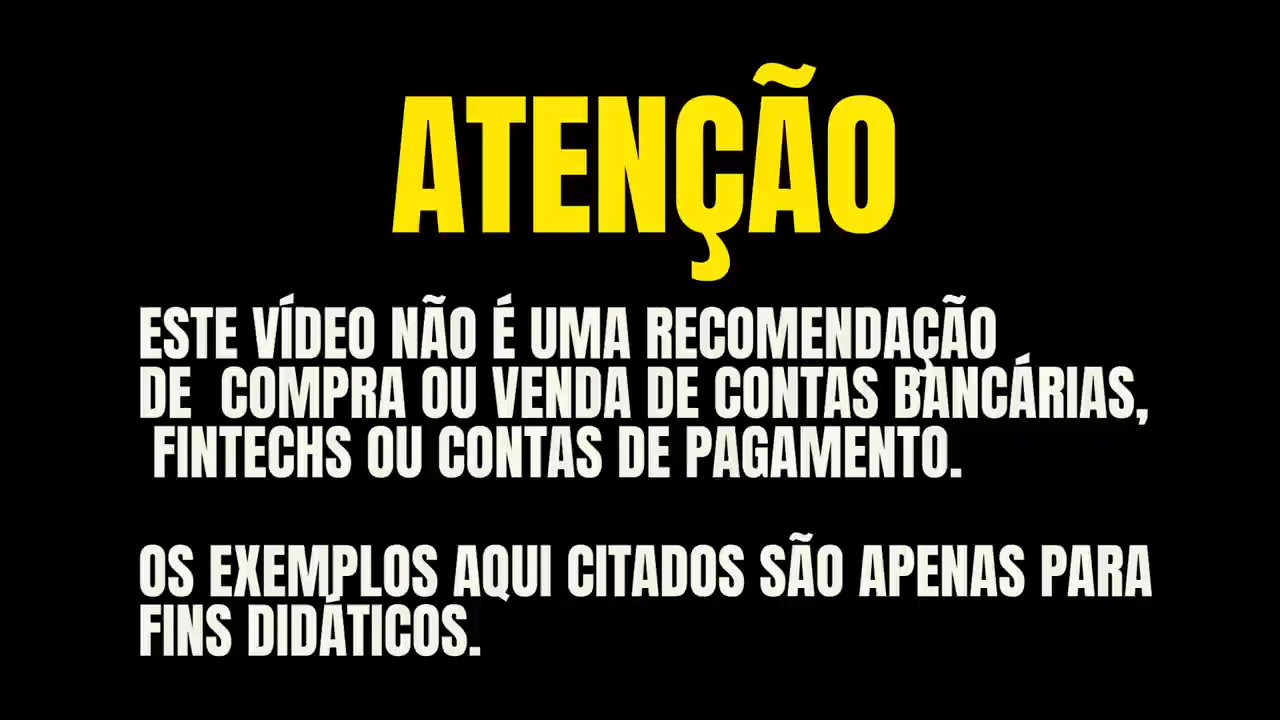 ATENÇÃO
ESTE VÍDEO NÃO É UMA RECOMENDAÇÃO
DE COMPRA OU VENDA DE CONTAS BANCÁRIAS,
FINTECHS OU CONTAS DE PAGAMENTO.
OS EXEMPLOS AQUI CITADOS SÃO APENAS PARA
FINS DIDÁTICOS.